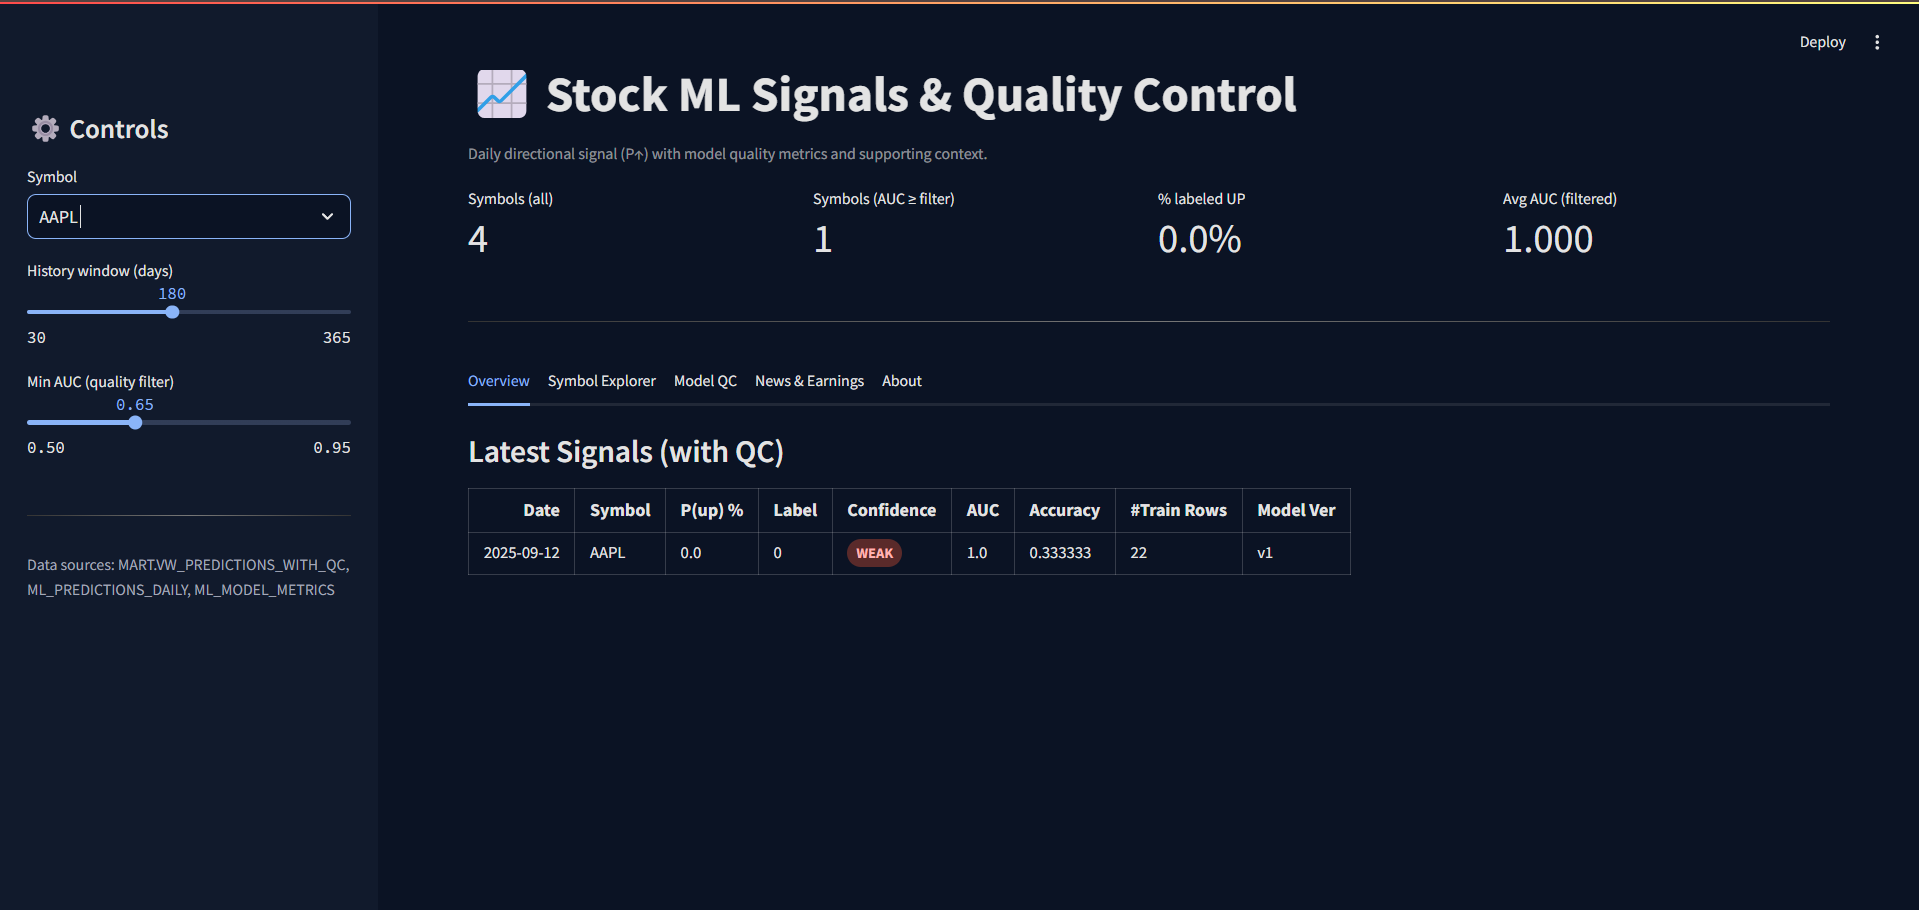 Deploy
Controls
Symbol
AAPL
History window (days)
180
30 365
Min AUC (quality filter)
0.65
0.50 0.95
Data sources: MART.VW_PREDICTIONS_WITH_QC,
ML_PREDICTIONS_DAILY, ML_MODEL_METRICS
Stock ML Signals & Quality Control
Daily directional signal (P↑) with model quality metrics and supporting context.
Symbols (all) Symbols (AUC ≥ filter) % labeled UP Avg AUC (filtered)
4 1 0.0% 1.000
Overview Symbol Explorer Model QC News & Earnings About
Latest Signals (with QC)
Date Symbol P(up) % Label Confidence AUC Accuracy #Train Rows Model Ver
2025-09-12 AAPL 0.0 0 WEAK 1.0 0.333333 22 v1